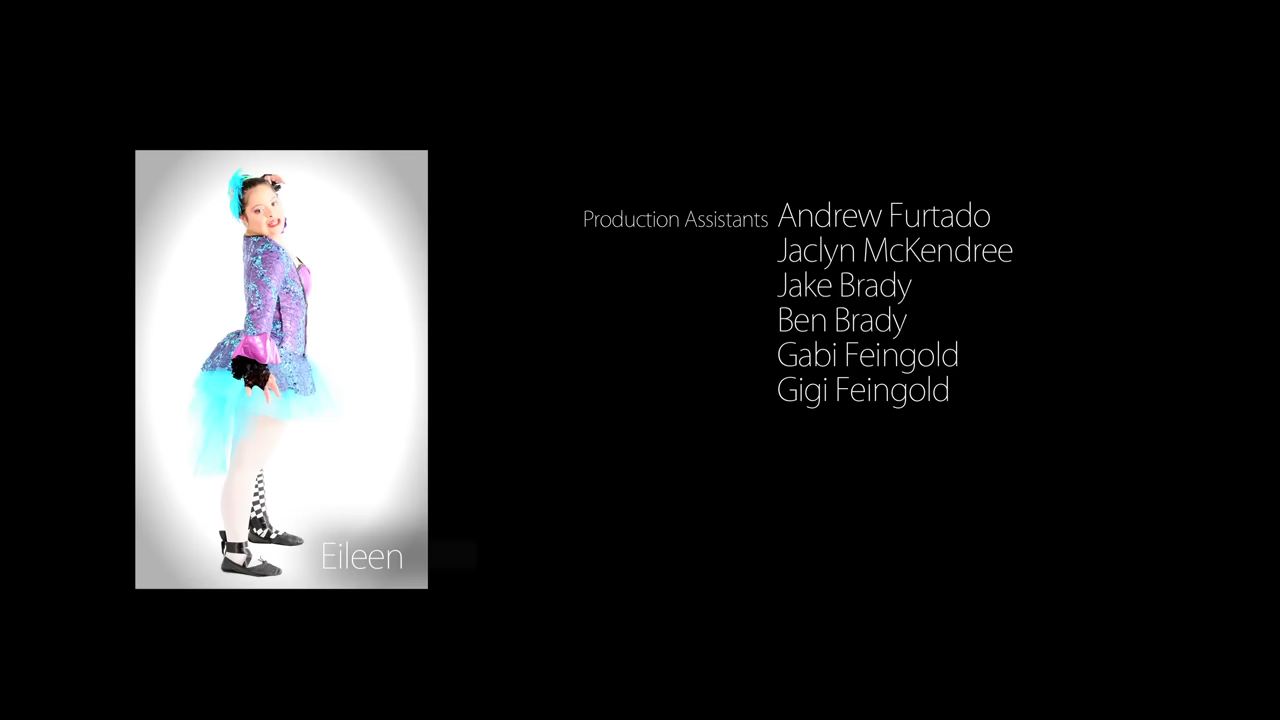 Production Assistants Andrew Furtado
Jaclyn McKendree
Jake Brady
Ben Brady
Gabi Feingold
Gigi Feingold
Eileen